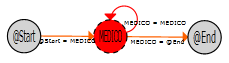 @Start
@Start = MEDICO
MEDICO
MEDICO = MEDICO
MEDICO = @End
@End